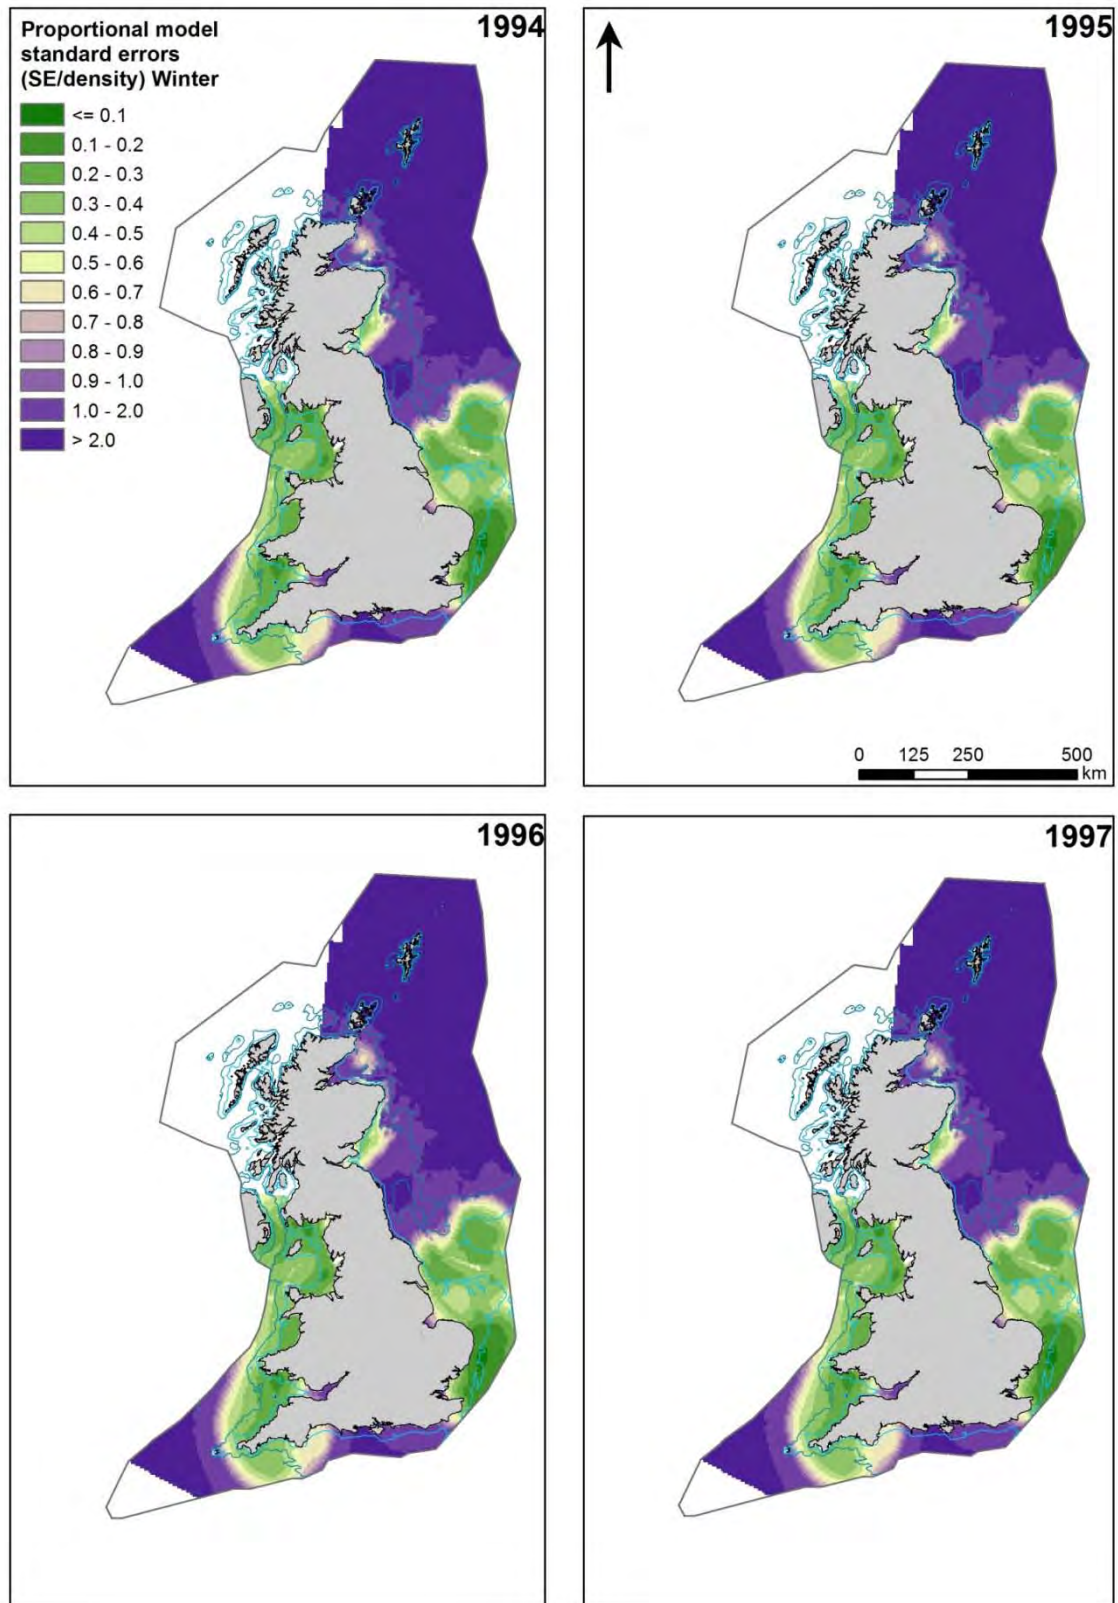 Proportional model
standard errors
(SE/density) Winter
<= 0.1
0.1 - 0.2
0.2 - 0.3
0.3 - 0.4
0.4 - 0.5
0.5 - 0.6
0.6 - 0.7
0.7 - 0.8
0.8 - 0.9
0.9 - 1.0
1.0 - 2.0
> 2.0
1994
1995
0 125 250 500
km
1996
1997